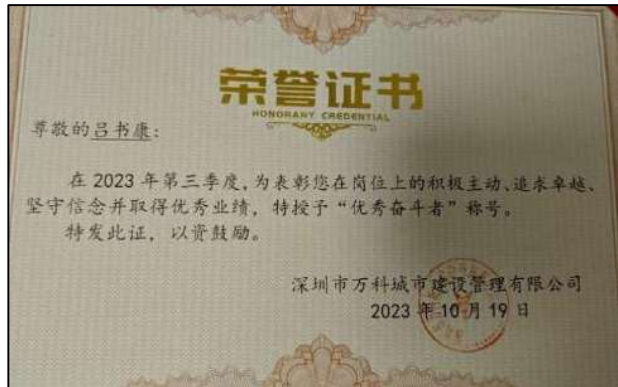 荣誉证书
HONORANY CREDENTIAL
尊敬的吕书康：
在 2023 年第三季度，为表彰您在岗位上的积极主动、追求卓越、
坚守信念并取得优秀业绩，特授予“优秀奋斗者”称号。
特发此证，以资鼓励。
深圳市万科城市建设管理有限公司
2023 年 10 月 19 日